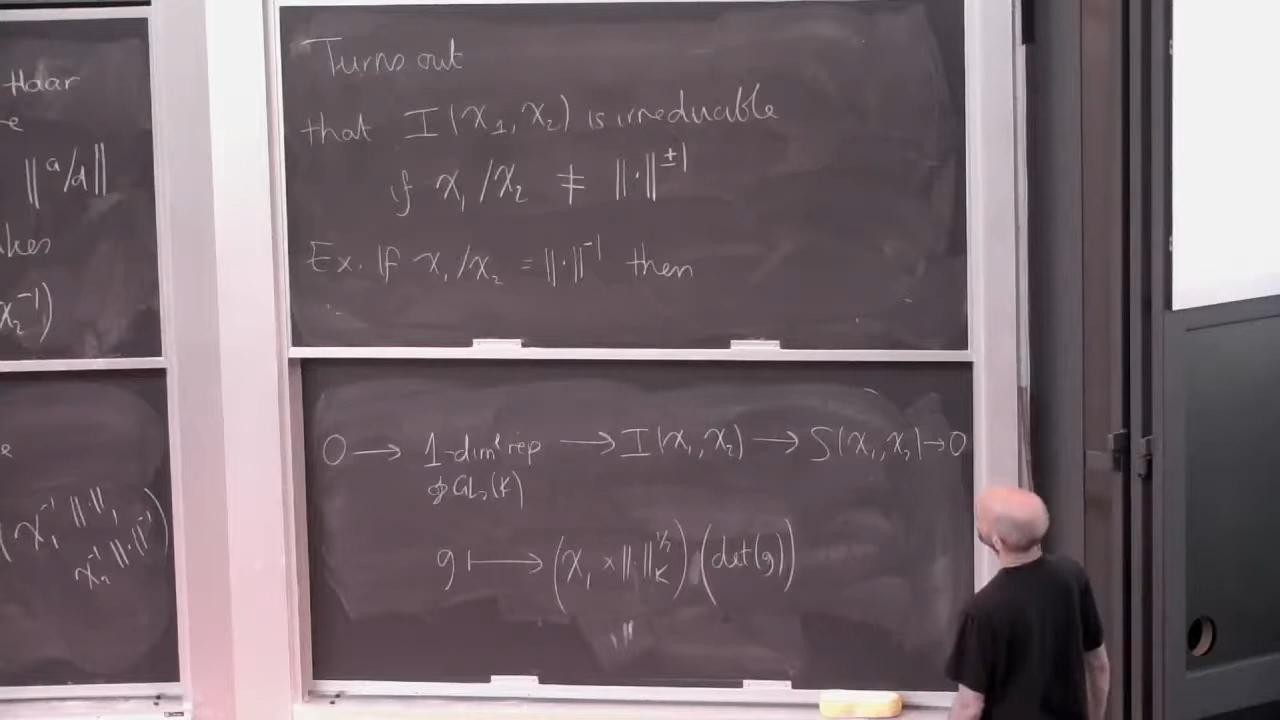 Haar
‖a/d‖
Turns out
that I(χ₁, χ₂) is irreducible
if χ₁/χ₂ ≠ ‖·‖^±1
Ex. If χ₁/χ₂ = ‖·‖⁻¹ then
0 → 1-dim'l rep → I(χ₁, χ₂) → S(χ₁, χ₂) → 0
of GL₂(K)
g ↦ (χ₁ × ‖·‖_K^{1/2})(det(g))
χ₂⁻¹)
(χ₁⁻¹ ‖·‖,
χ₂⁻¹ ‖·‖⁻¹)